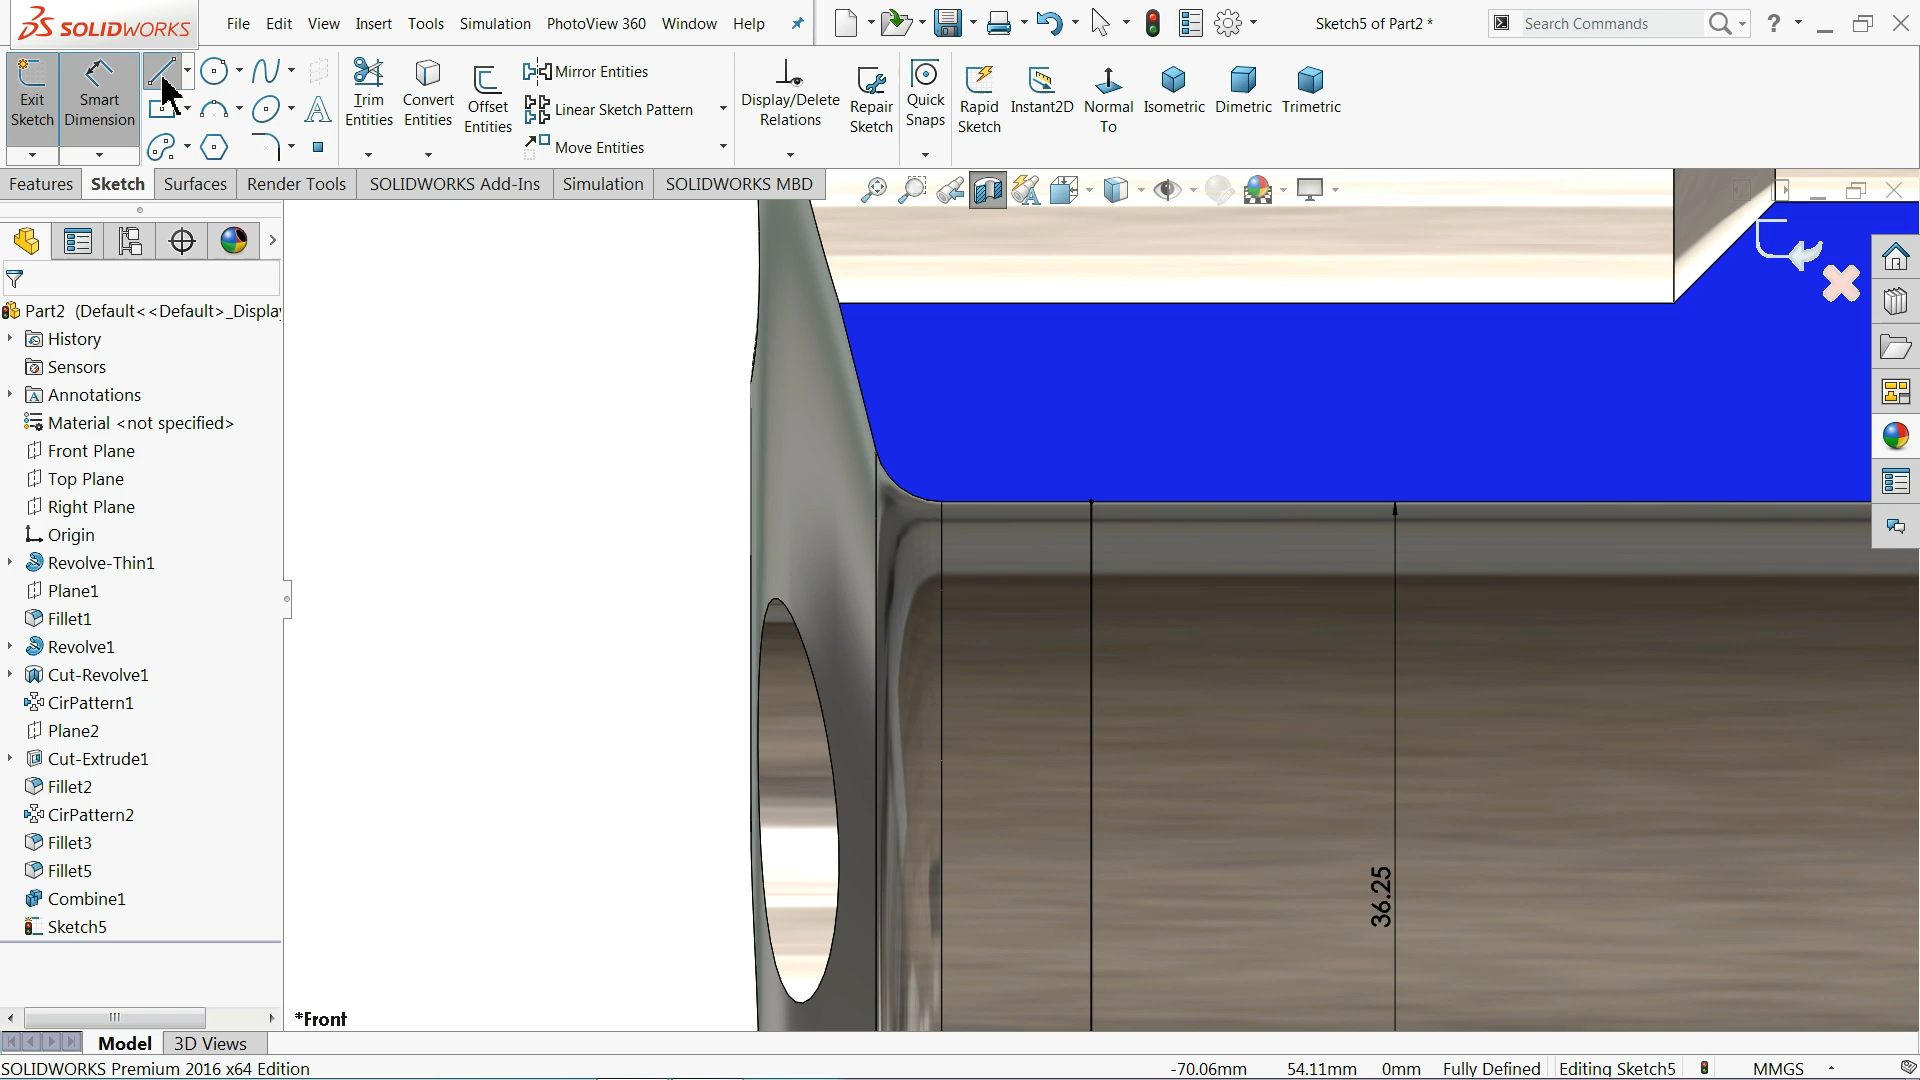 SOLIDWORKS File Edit View Insert Tools Simulation PhotoView 360 Window Help Sketch5 of Part2 * Search Commands ?
Exit Sketch Smart Dimension Trim Entities Convert Entities Offset Entities Mirror Entities Linear Sketch Pattern Move Entities Display/Delete Relations Repair Sketch Quick Snaps Rapid Sketch Instant2D Normal To Isometric Dimetric Trimetric
Features Sketch Surfaces Render Tools SOLIDWORKS Add-Ins Simulation SOLIDWORKS MBD
Part2 (Default<<Default>_Displa
History
Sensors
Annotations
Material <not specified>
Front Plane
Top Plane
Right Plane
Origin
Revolve-Thin1
Plane1
Fillet1
Revolve1
Cut-Revolve1
CirPattern1
Plane2
Cut-Extrude1
Fillet2
CirPattern2
Fillet3
Fillet5
Combine1
Sketch5
36.25
*Front
Model 3D Views
SOLIDWORKS Premium 2016 x64 Edition -70.06mm 54.11mm 0mm Fully Defined Editing Sketch5 MMGS